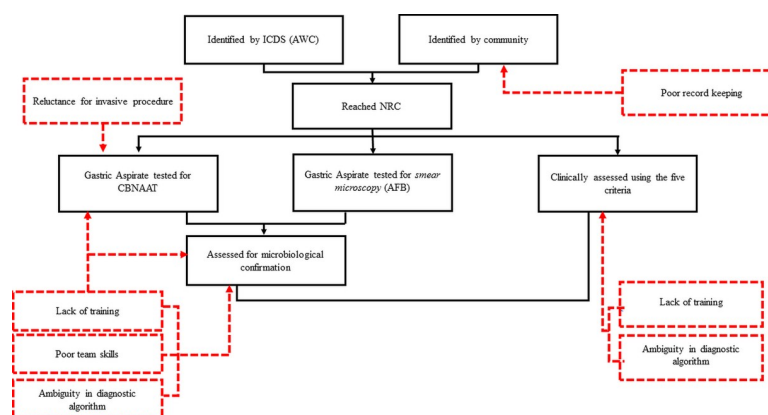 Identified by ICDS (AWC)
Identified by community
Reluctance for invasive procedure
Reached NRC
Poor record keeping
Gastric Aspirate tested for
CBNAAT
Gastric Aspirate tested for smear
microscopy (AFB)
Clinically assessed using the five
criteria
Assessed for microbiological
confirmation
Lack of training
Poor team skills
Ambiguity in diagnostic
algorithm
Lack of training
Ambiguity in diagnostic
algorithm